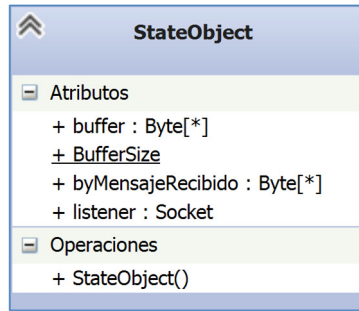 StateObject
Atributos
+ buffer : Byte[*]
+ BufferSize
+ byMensajeRecibido : Byte[*]
+ listener : Socket
Operaciones
+ StateObject()